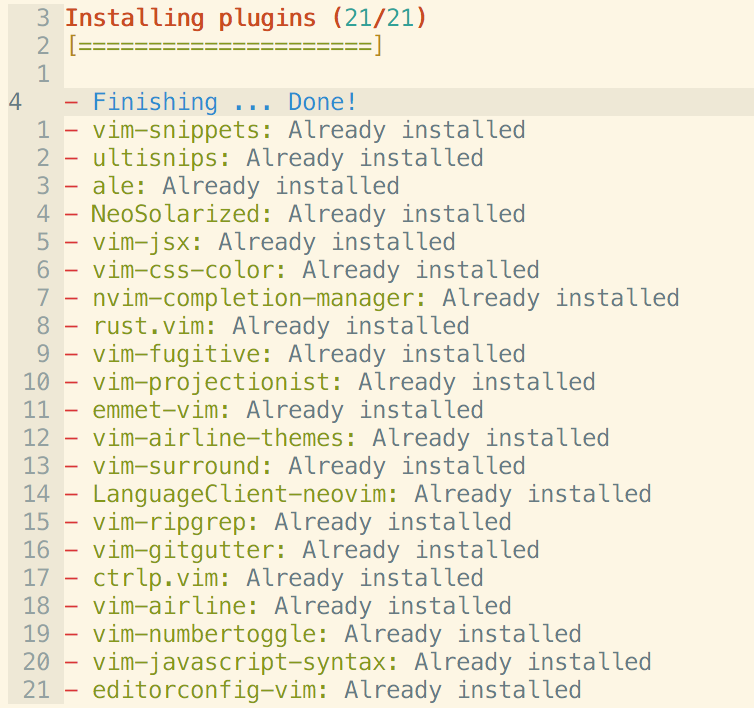 3 Installing plugins (21/21)
2 [=====================]
1
4 - Finishing ... Done!
1 - vim-snippets: Already installed
2 - ultisnips: Already installed
3 - ale: Already installed
4 - NeoSolarized: Already installed
5 - vim-jsx: Already installed
6 - vim-css-color: Already installed
7 - nvim-completion-manager: Already installed
8 - rust.vim: Already installed
9 - vim-fugitive: Already installed
10 - vim-projectionist: Already installed
11 - emmet-vim: Already installed
12 - vim-airline-themes: Already installed
13 - vim-surround: Already installed
14 - LanguageClient-neovim: Already installed
15 - vim-ripgrep: Already installed
16 - vim-gitgutter: Already installed
17 - ctrlp.vim: Already installed
18 - vim-airline: Already installed
19 - vim-numbertoggle: Already installed
20 - vim-javascript-syntax: Already installed
21 - editorconfig-vim: Already installed